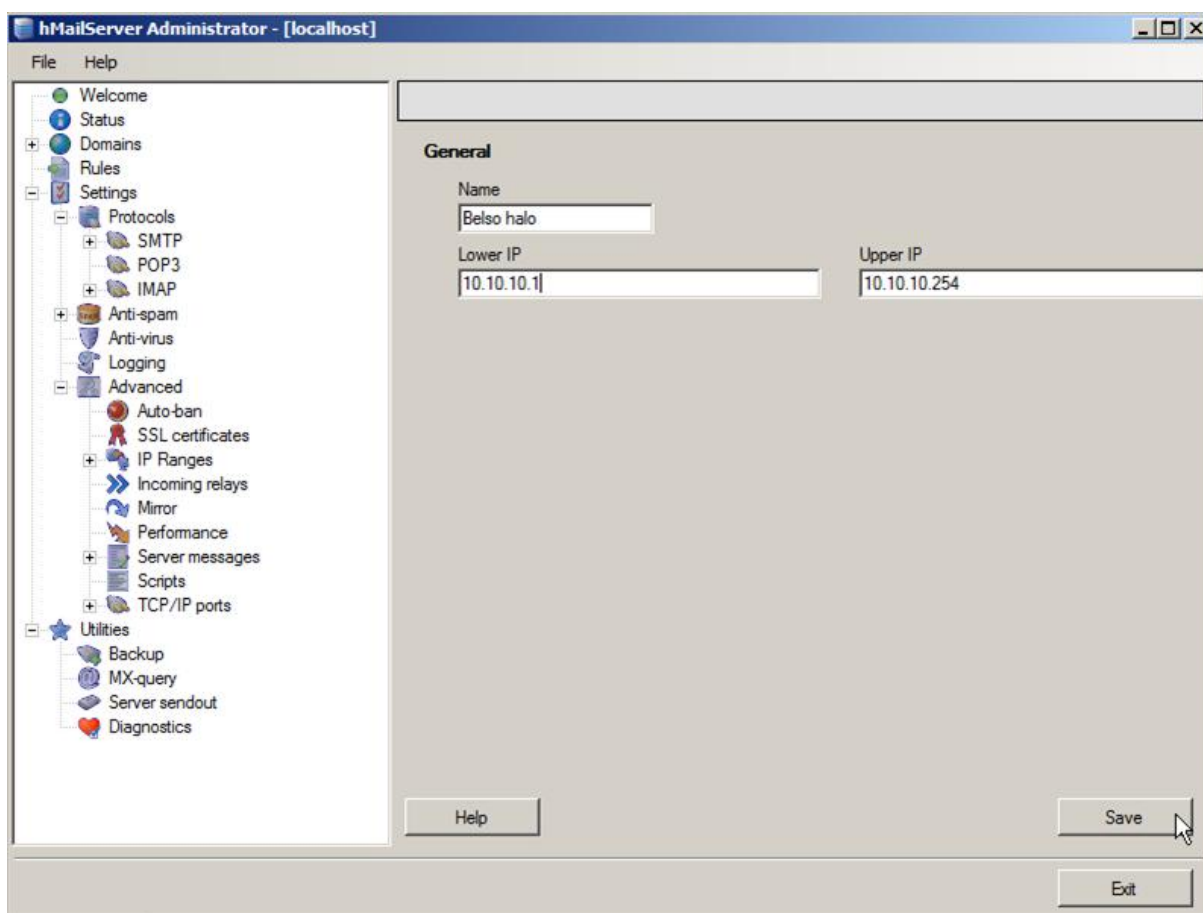 hMailServer Administrator - [localhost]
File Help
Welcome
Status
Domains
Rules
Settings
Protocols
SMTP
POP3
IMAP
Anti-spam
Anti-virus
Logging
Advanced
Auto-ban
SSL certificates
IP Ranges
Incoming relays
Mirror
Performance
Server messages
Scripts
TCP/IP ports
Utilities
Backup
MX-query
Server sendout
Diagnostics
General
Name
Belso halo
Lower IP Upper IP
10.10.10.1 10.10.10.254
Help Save
Exit